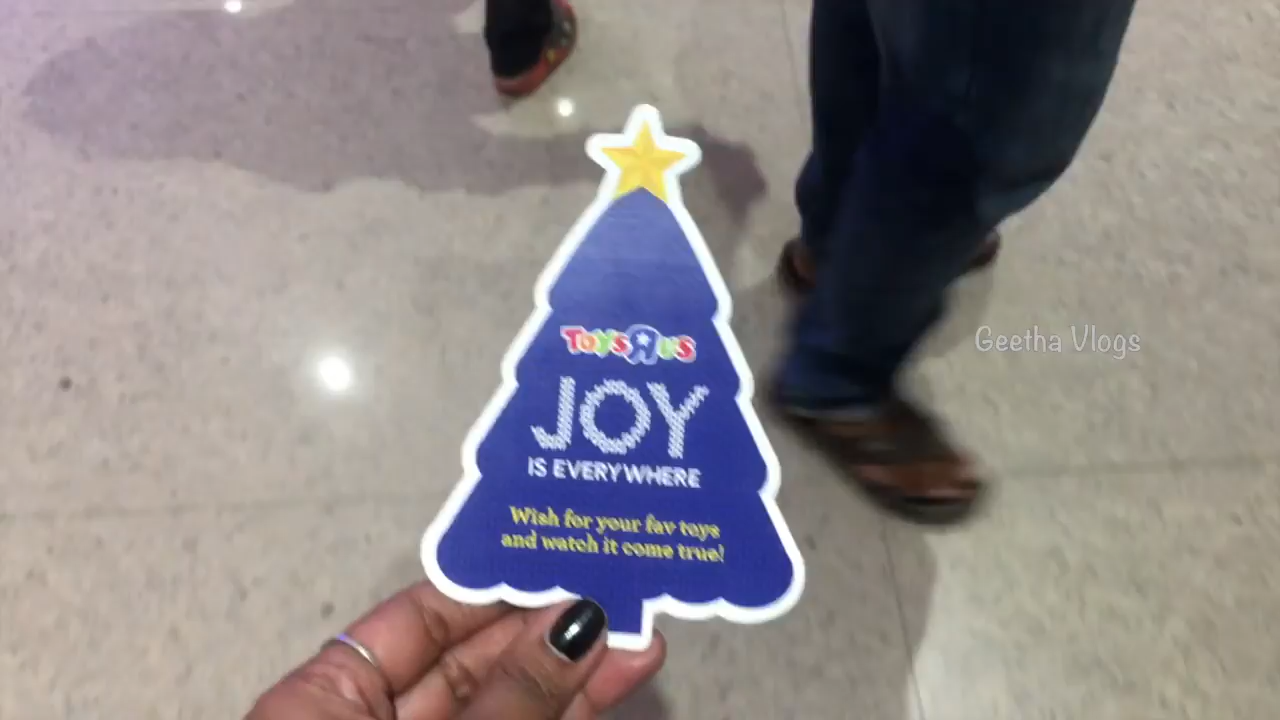 TOYS R US
JOY
IS EVERYWHERE
Wish for your fav toys
and watch it come true!
Geetha Vlogs